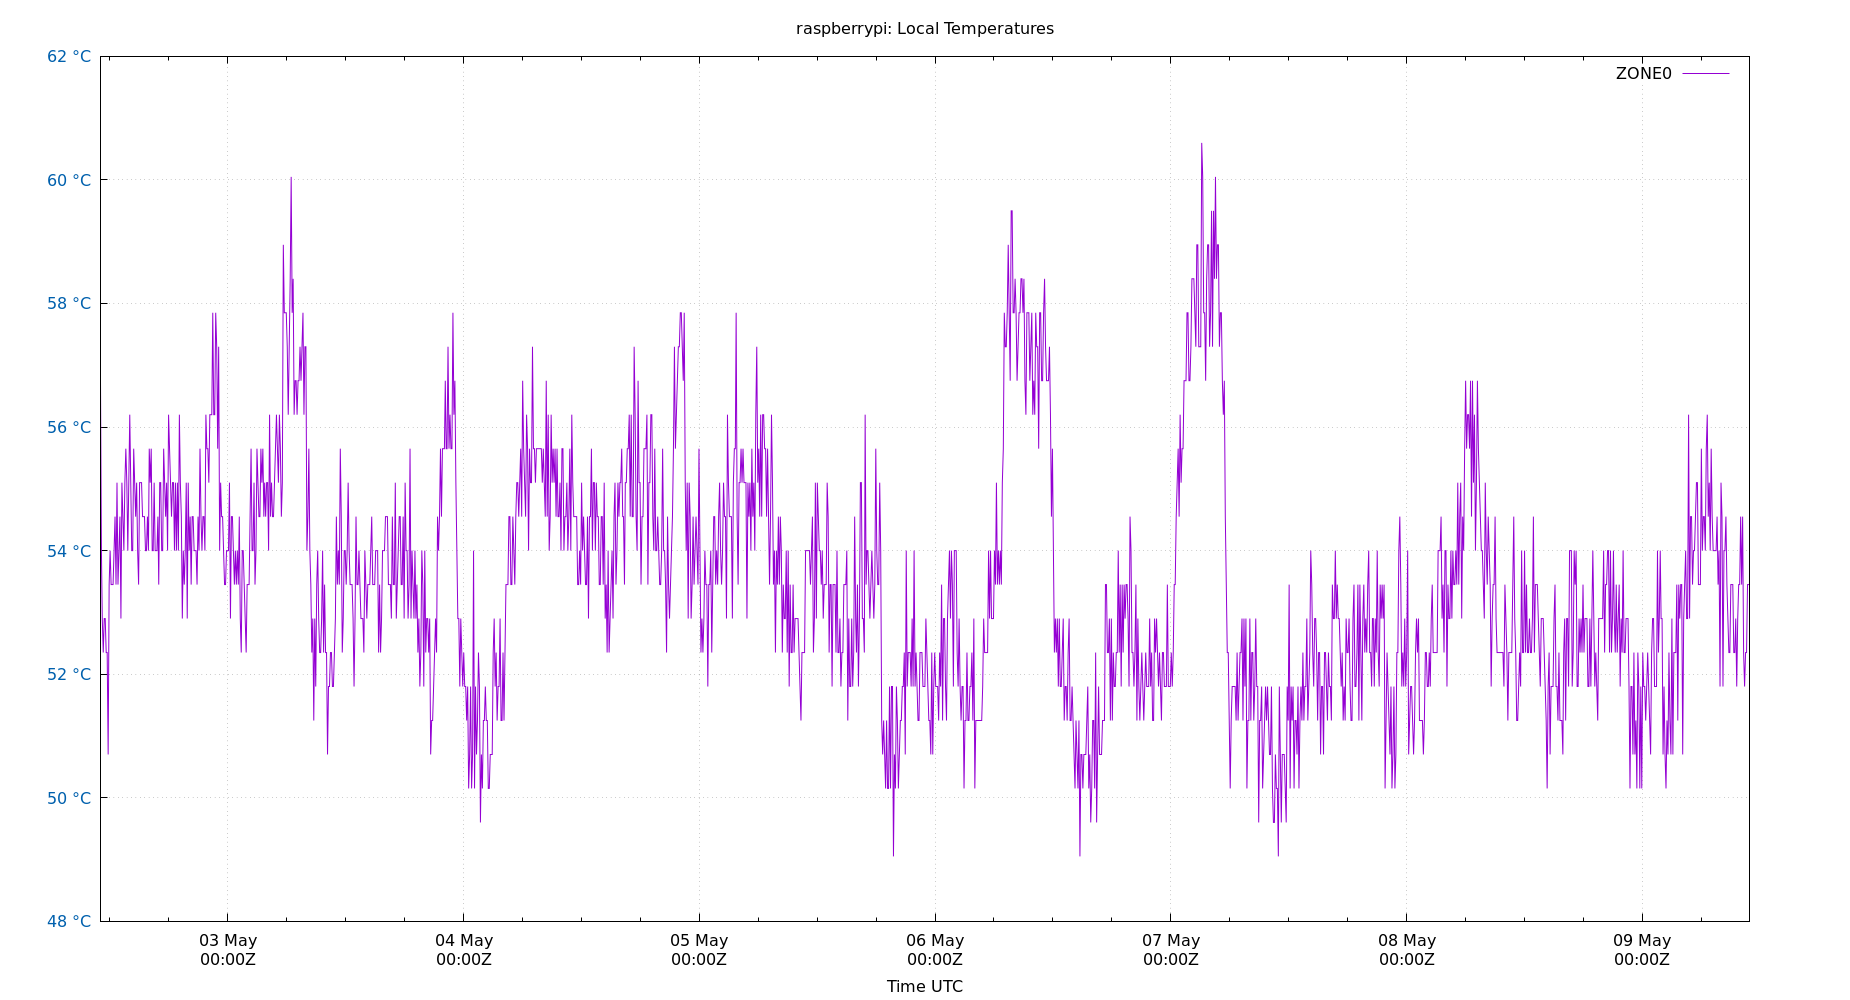 raspberrypi: Local Temperatures
62 °C
ZONE0
60 °C
58 °C
56 °C
54 °C
52 °C
50 °C
48 °C
03 May 04 May 05 May 06 May 07 May 08 May 09 May
00:00Z 00:00Z 00:00Z 00:00Z 00:00Z 00:00Z 00:00Z
Time UTC